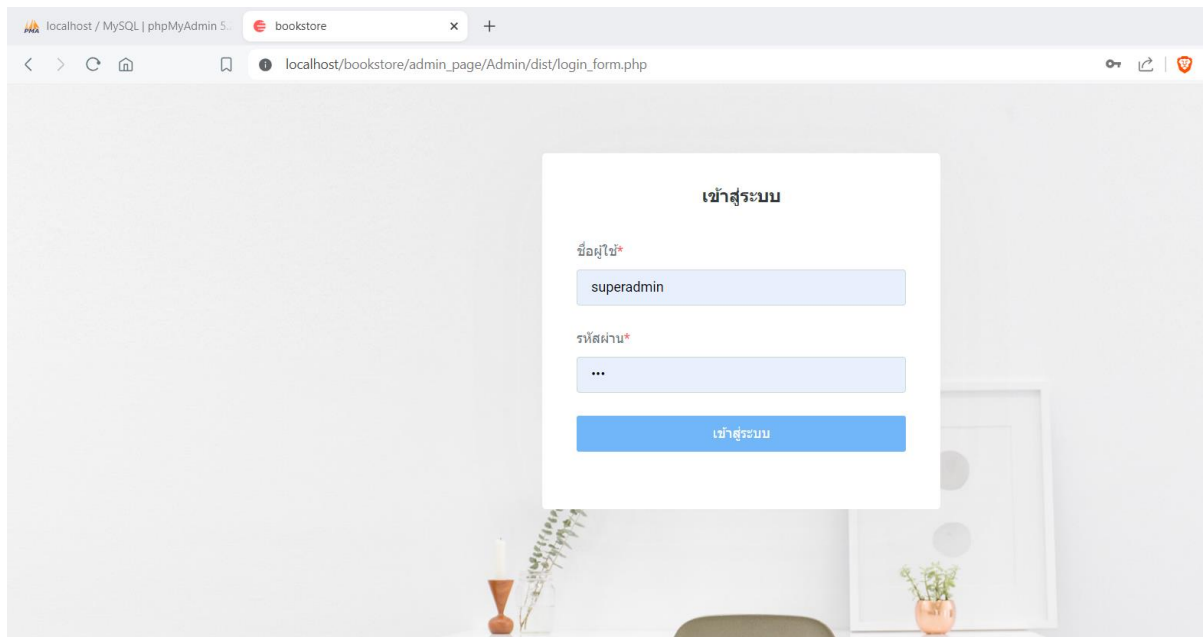 PMA localhost / MySQL | phpMyAdmin 5.. bookstore
localhost/bookstore/admin_page/Admin/dist/login_form.php
เข้าสู่ระบบ
ชื่อผู้ใช้*
superadmin
รหัสผ่าน*
•••
เข้าสู่ระบบ